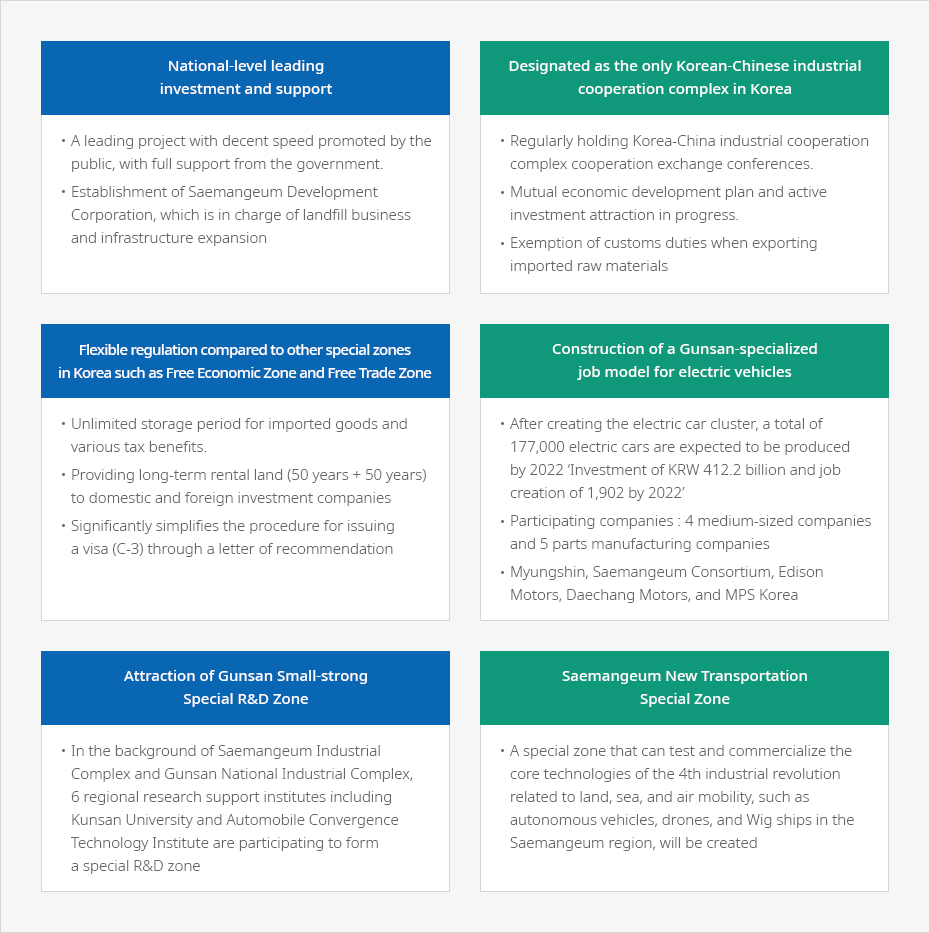 National-level leading
investment and support
• A leading project with decent speed promoted by the
public, with full support from the government.
• Establishment of Saemangeum Development
Corporation, which is in charge of landfill business
and infrastructure expansion
Designated as the only Korean-Chinese industrial
cooperation complex in Korea
• Regularly holding Korea-China industrial cooperation
complex cooperation exchange conferences.
• Mutual economic development plan and active
investment attraction in progress.
• Exemption of customs duties when exporting
imported raw materials
Flexible regulation compared to other special zones
in Korea such as Free Economic Zone and Free Trade Zone
• Unlimited storage period for imported goods and
various tax benefits.
• Providing long-term rental land (50 years + 50 years)
to domestic and foreign investment companies
• Significantly simplifies the procedure for issuing
a visa (C-3) through a letter of recommendation
Construction of a Gunsan-specialized
job model for electric vehicles
• After creating the electric car cluster, a total of
177,000 electric cars are expected to be produced
by 2022 ‘Investment of KRW 412.2 billion and job
creation of 1,902 by 2022’
• Participating companies : 4 medium-sized companies
and 5 parts manufacturing companies
• Myungshin, Saemangeum Consortium, Edison
Motors, Daechang Motors, and MPS Korea
Attraction of Gunsan Small-strong
Special R&D Zone
• In the background of Saemangeum Industrial
Complex and Gunsan National Industrial Complex,
6 regional research support institutes including
Kunsan University and Automobile Convergence
Technology Institute are participating to form
a special R&D zone
Saemangeum New Transportation
Special Zone
• A special zone that can test and commercialize the
core technologies of the 4th industrial revolution
related to land, sea, and air mobility, such as
autonomous vehicles, drones, and Wig ships in the
Saemangeum region, will be created